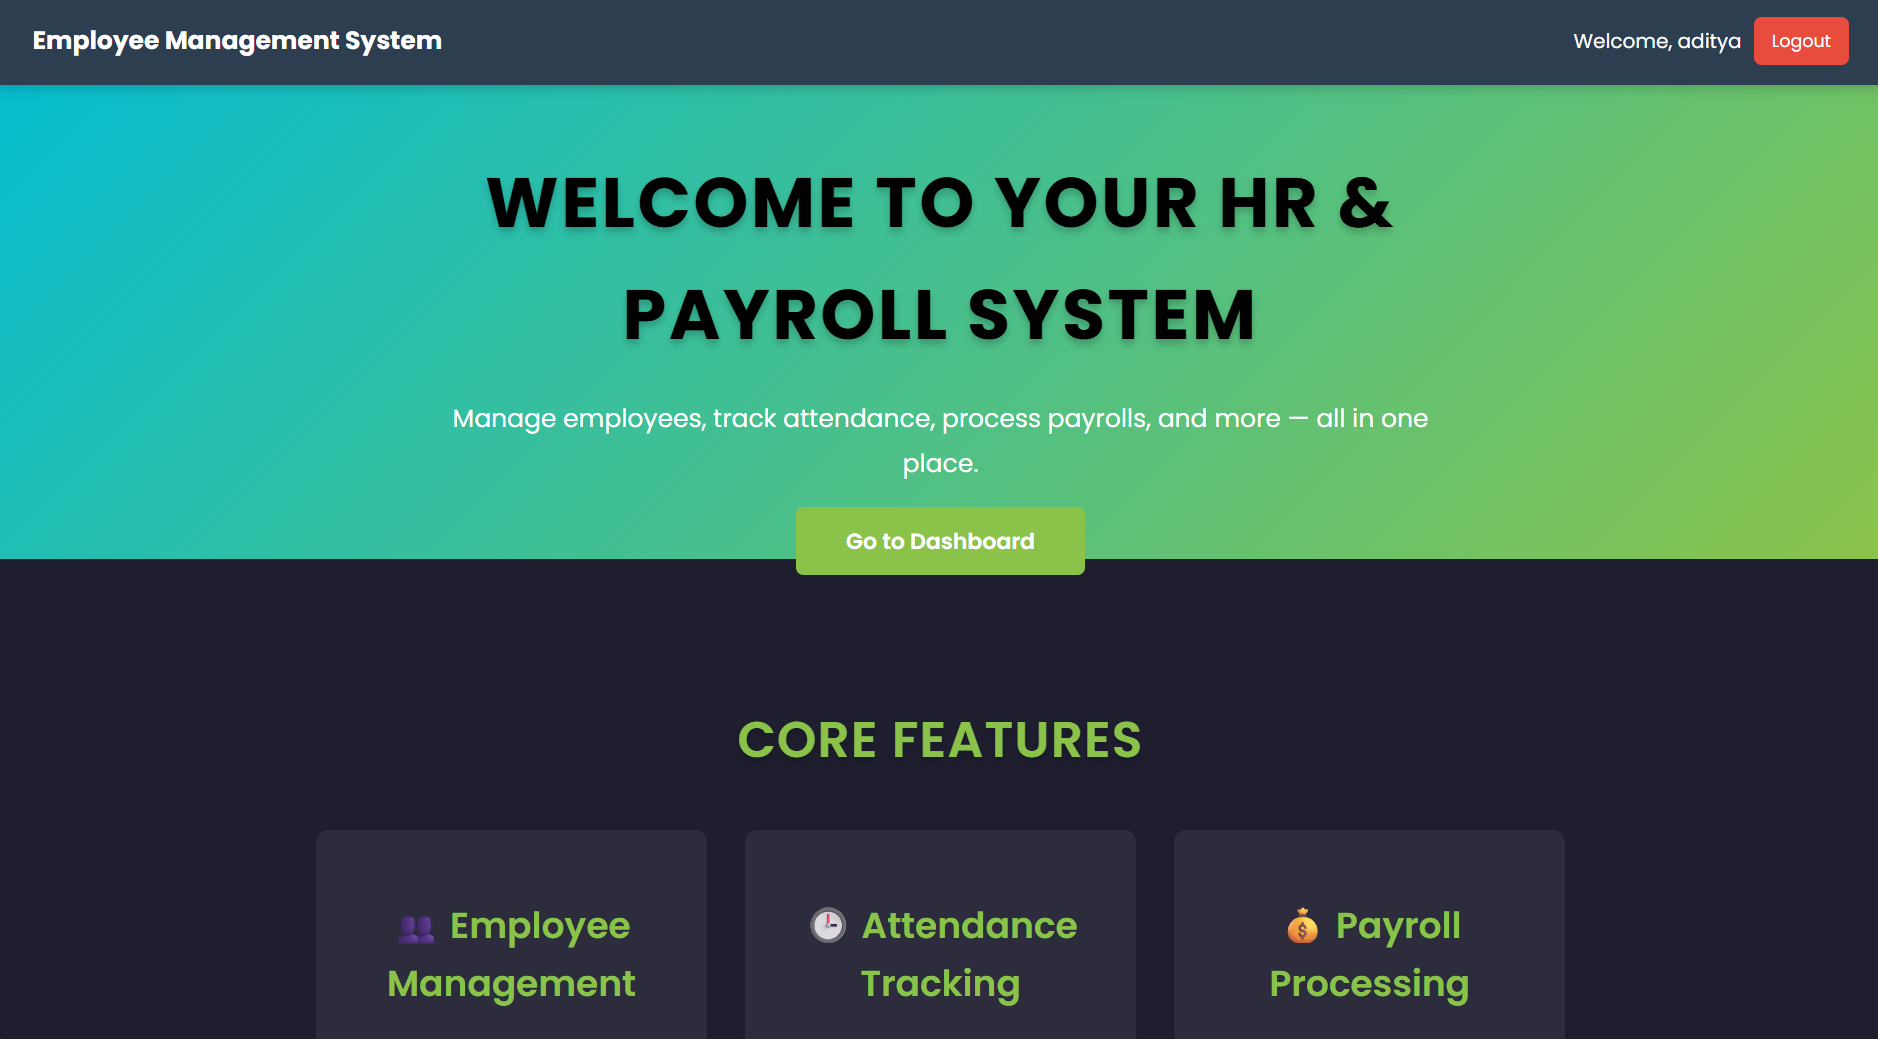 Employee Management System
Welcome, aditya
Logout
WELCOME TO YOUR HR &
PAYROLL SYSTEM
Manage employees, track attendance, process payrolls, and more — all in one
place.
Go to Dashboard
CORE FEATURES
Employee
Management
Attendance
Tracking
Payroll
Processing